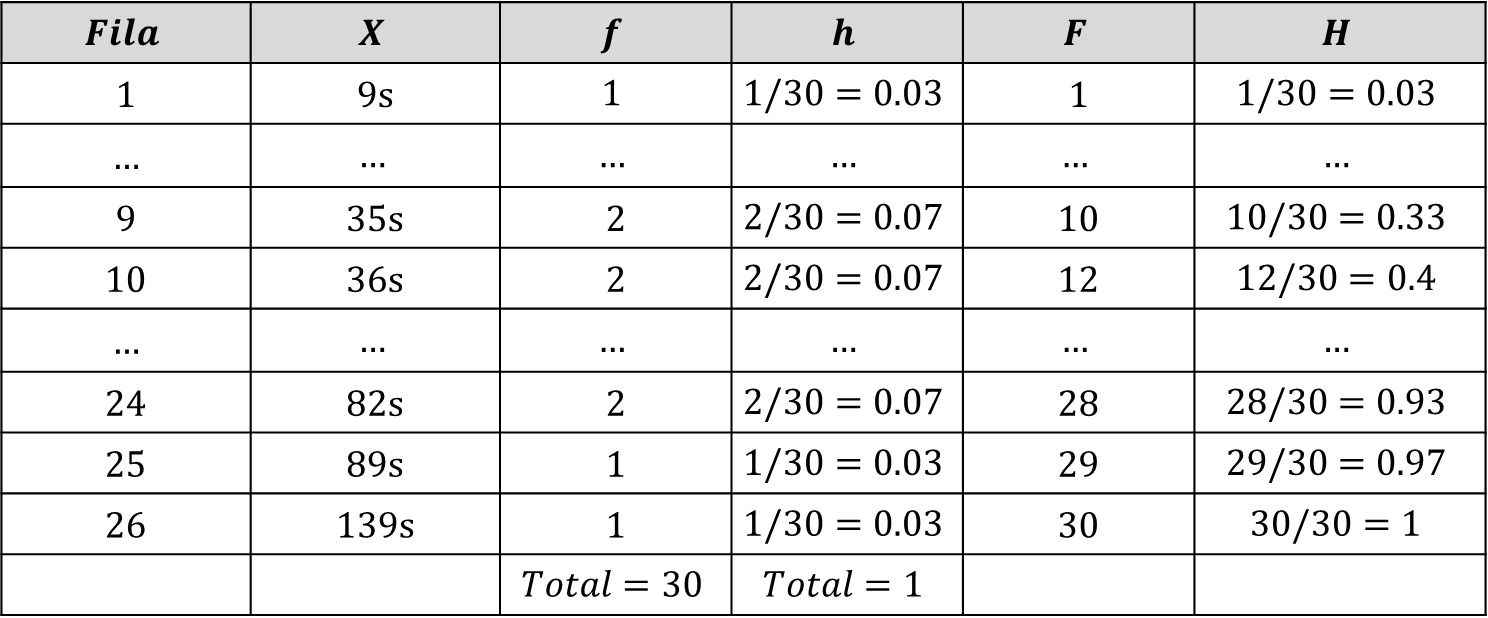 Fila X f h F H
1 9s 1 1/30 = 0.03 1 1/30 = 0.03
... ... ... ... ... ...
9 35s 2 2/30 = 0.07 10 10/30 = 0.33
10 36s 2 2/30 = 0.07 12 12/30 = 0.4
... ... ... ... ... ...
24 82s 2 2/30 = 0.07 28 28/30 = 0.93
25 89s 1 1/30 = 0.03 29 29/30 = 0.97
26 139s 1 1/30 = 0.03 30 30/30 = 1
Total = 30 Total = 1